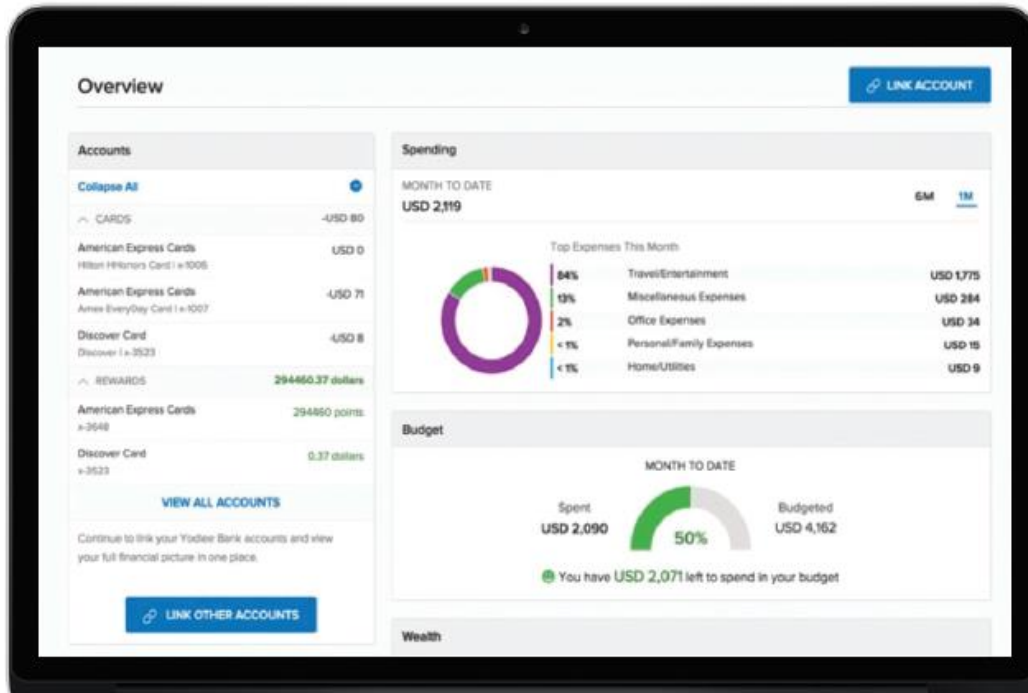 Overview
LINK ACCOUNT
Accounts
Collapse All
CARDS -USD 80
American Express Cards USD 0
Hilton HHonors Card | x-1005
American Express Cards -USD 71
Amex EveryDay Card | x-1007
Discover Card -USD 8
Discover | x-3523
REWARDS 294460.37 dollars
American Express Cards 294460 points
x-3648
Discover Card 0.37 dollars
x-3523
VIEW ALL ACCOUNTS
Continue to link your Yodlee Bank accounts and view
your full financial picture in one place.
LINK OTHER ACCOUNTS
Spending
MONTH TO DATE
USD 2,119
6M 1M
Top Expenses This Month
84% Travel/Entertainment USD 1,775
13% Miscellaneous Expenses USD 284
2% Office Expenses USD 34
< 1% Personal/Family Expenses USD 15
< 1% Home/Utilities USD 9
Budget
MONTH TO DATE
Spent
USD 2,090
50%
Budgeted
USD 4,162
You have USD 2,071 left to spend in your budget
Wealth